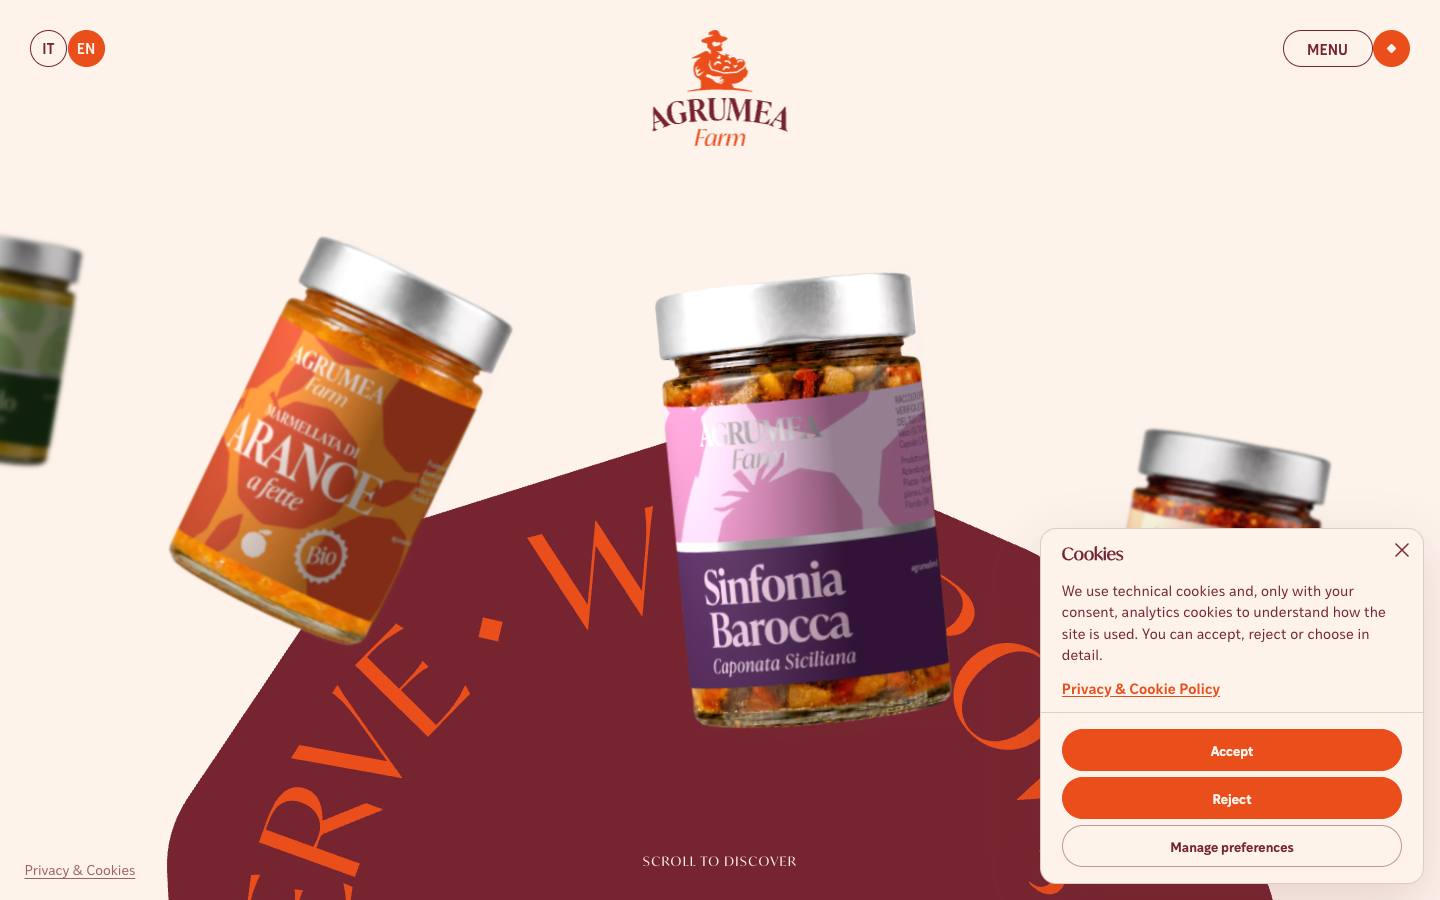 IT
EN
AGRUMEA
Farm
MENU
AGRUMEA
Farm
MARMELLATA DI
ARANCE
a fette
Bio
AGRUMEA
Farm
Sinfonia
Barocca
Caponata Siciliana
ERVE · W
SCROLL TO DISCOVER
Privacy & Cookies
Cookies
We use technical cookies and, only with your
consent, analytics cookies to understand how the
site is used. You can accept, reject or choose in
detail.
Privacy & Cookie Policy
Accept
Reject
Manage preferences